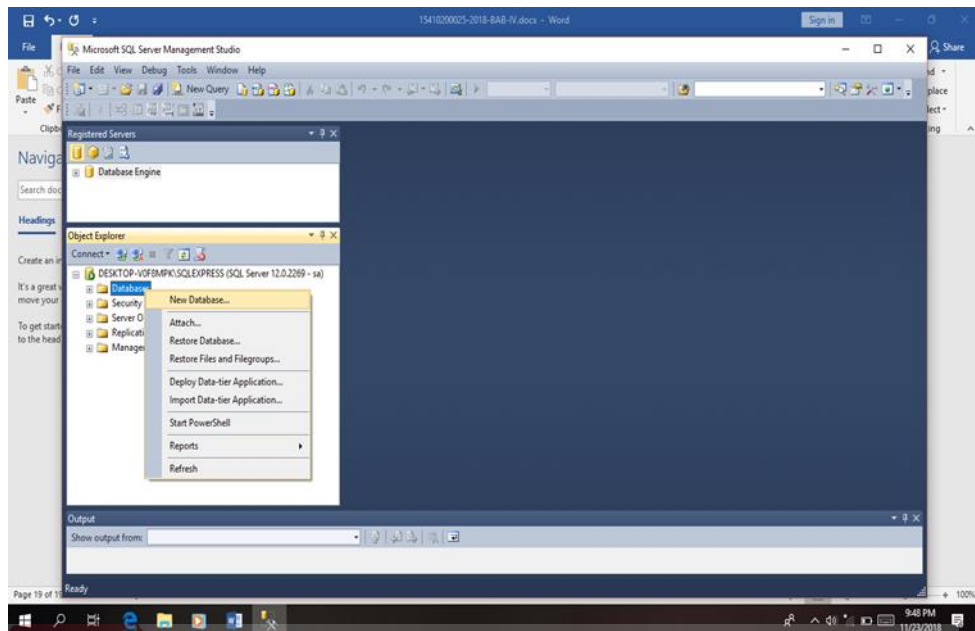 15410200025-2018-BAB-IV.docx - Word
Sign in
File
Share
Microsoft SQL Server Management Studio
File Edit View Debug Tools Window Help
New Query
Paste
Clipb
place
lect
ing
Registered Servers
Database Engine
Naviga
Search doc
Headings
Create an in
It's a great
move your
To get start
to the head
Object Explorer
Connect
DESKTOP-V0F8MPK\SQLEXPRESS (SQL Server 12.0.2269 - sa)
Databases
Security
Server O
Replicati
Manage
New Database...
Attach...
Restore Database...
Restore Files and Filegroups...
Deploy Data-tier Application...
Import Data-tier Application...
Start PowerShell
Reports
Refresh
Output
Show output from:
Ready
Page 19 of 19
100%
9:48 PM
11/23/2018